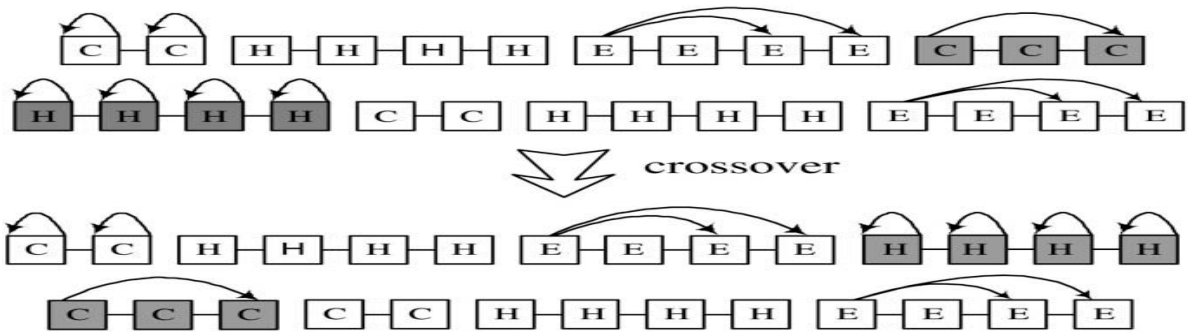 C C H H H H E E E E C C C
H H H H C C H H H H E E E E
crossover
C C H H H H E E E E H H H H
C C C C C H H H H E E E E